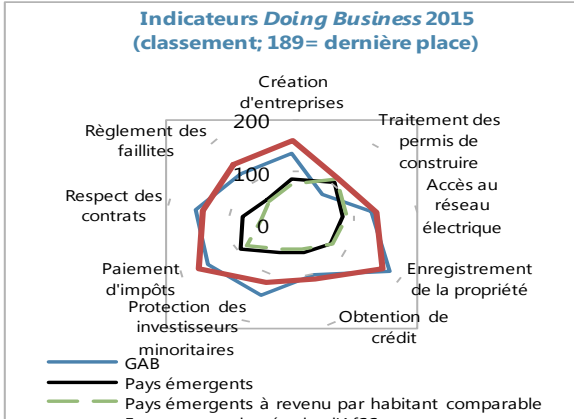 Indicateurs Doing Business 2015
(classement; 189= dernière place)
Création
d'entreprises
Traitement des
permis de
construire
Accès au
réseau
électrique
Enregistrement
de la propriété
Obtention de
crédit
Protection des
investisseurs
minoritaires
Paiement
d'impôts
Respect des
contrats
Règlement des
faillites
200
100
0
GAB
Pays émergents
Pays émergents à revenu par habitant comparable